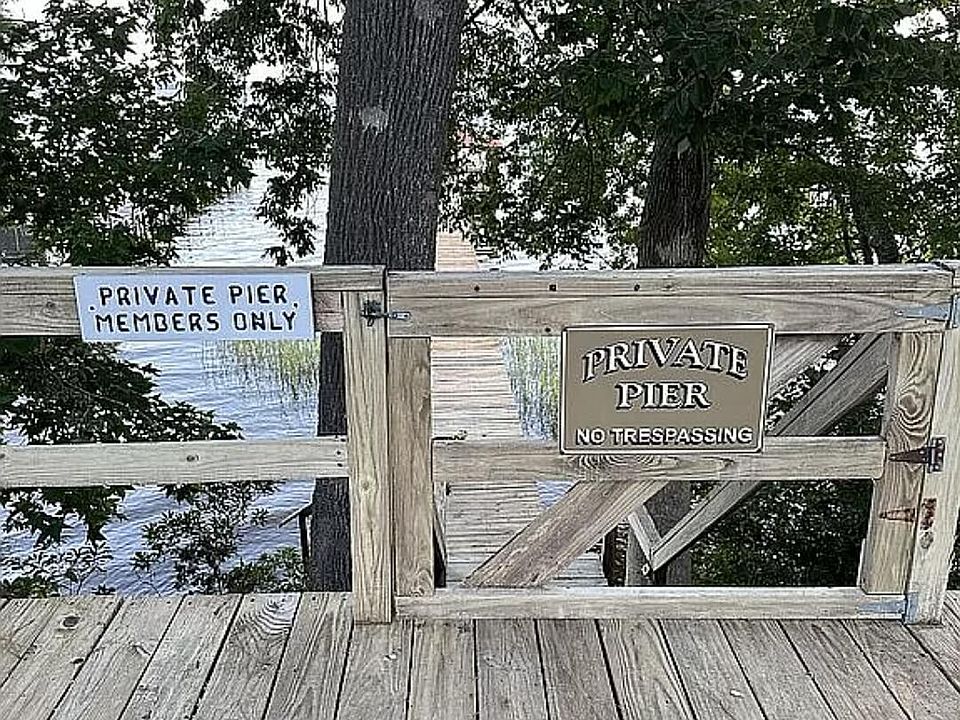 PRIVATE PIER,
MEMBERS ONLY
PRIVATE
PIER
NO TRESPASSING